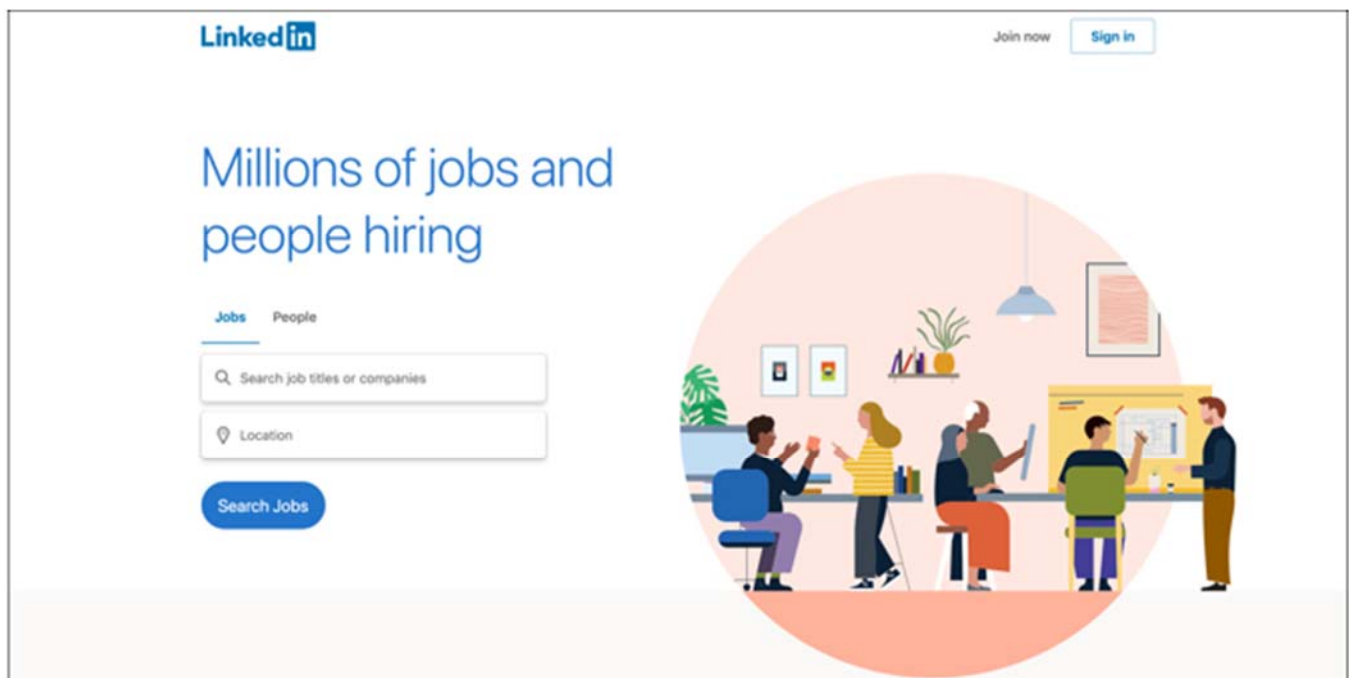 Linkedin
Join now
Sign in
Millions of jobs and
people hiring
Jobs
People
Search job titles or companies
Location
Search Jobs